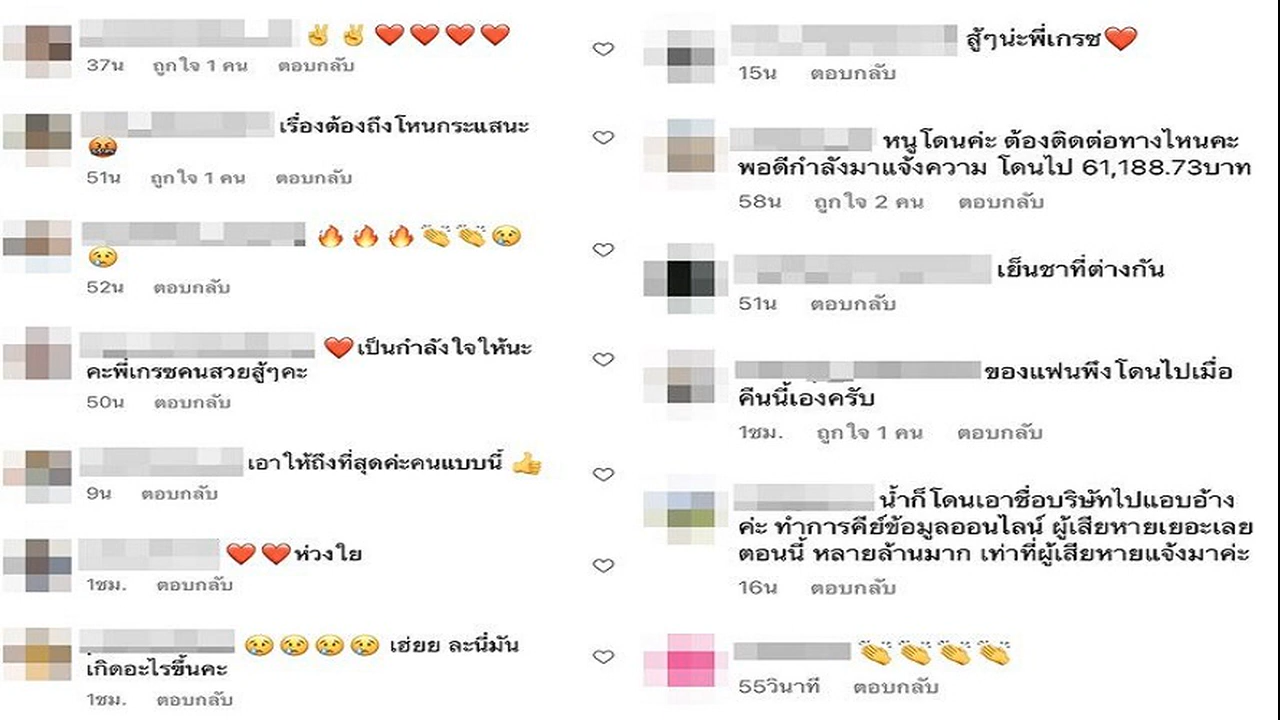 ✌️✌️❤️❤️❤️❤️
37น ถูกใจ 1 คน ตอบกลับ
เรื่องต้องถึงโหนกระแสนะ
🤬
51น ถูกใจ 1 คน ตอบกลับ
🔥🔥🔥👏👏😢
😢
52น ตอบกลับ
❤️เป็นกำลังใจให้นะ
คะพี่เกรซคนสวยสู้ๆคะ
50น ตอบกลับ
เอาให้ถึงที่สุดค่ะคนแบบนี้ 👍
9น ตอบกลับ
❤️❤️ห่วงใย
1ชม. ตอบกลับ
😢😢😢😢 เฮ่ยย ละนี่มัน
เกิดอะไรขึ้นคะ
1ชม. ตอบกลับ
สู้ๆน่ะพี่เกรซ❤️
15น ตอบกลับ
หนูโดนค่ะ ต้องติดต่อทางไหนคะ
พอดีกำลังมาแจ้งความ โดนไป 61,188.73บาท
58น ถูกใจ 2 คน ตอบกลับ
เย็นชาที่ต่างกัน
51น ตอบกลับ
ของแฟนพึงโดนไปเมื่อ
คืนนี้เองครับ
1ชม. ถูกใจ 1 คน ตอบกลับ
น้ำก็โดนเอาชื่อบริษัทไปแอบอ้าง
ค่ะ ทำการคีย์ข้อมูลออนไลน์ ผู้เสียหายเยอะเลย
ตอนนี้ หลายล้านมาก เท่าที่ผู้เสียหายแจ้งมาค่ะ
16น ตอบกลับ
👏👏👏👏
55วินาที ตอบกลับ